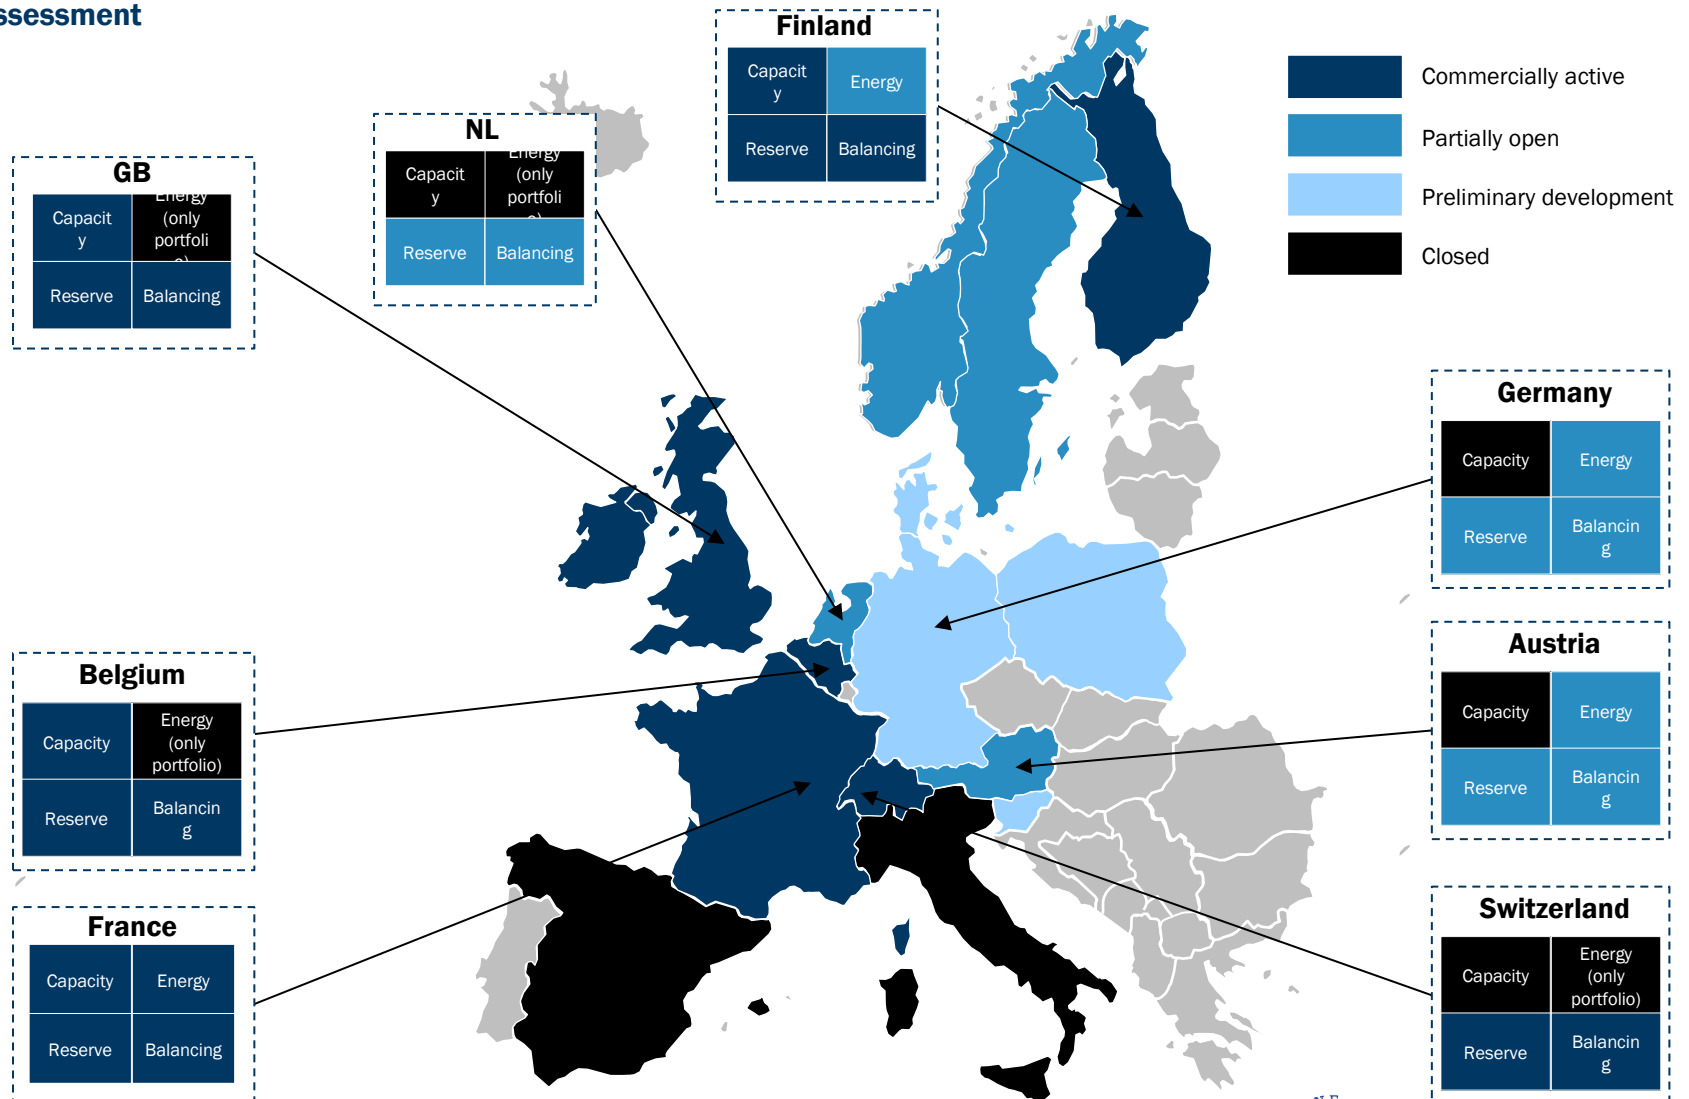 ssessment
Finland
Capacit
y
Energy
Reserve
Balancing
Commercially active
Partially open
Preliminary development
Closed
NL
Capacit
y
Energy
(only
portfoli
o)
Reserve
Balancing
GB
Capacit
y
Energy
(only
portfoli
o)
Reserve
Balancing
Germany
Capacity
Energy
Reserve
Balancin
g
Belgium
Capacity
Energy
(only
portfolio)
Reserve
Balancin
g
Austria
Capacity
Energy
Reserve
Balancin
g
France
Capacity
Energy
Reserve
Balancing
Switzerland
Capacity
Energy
(only
portfolio)
Reserve
Balancin
g